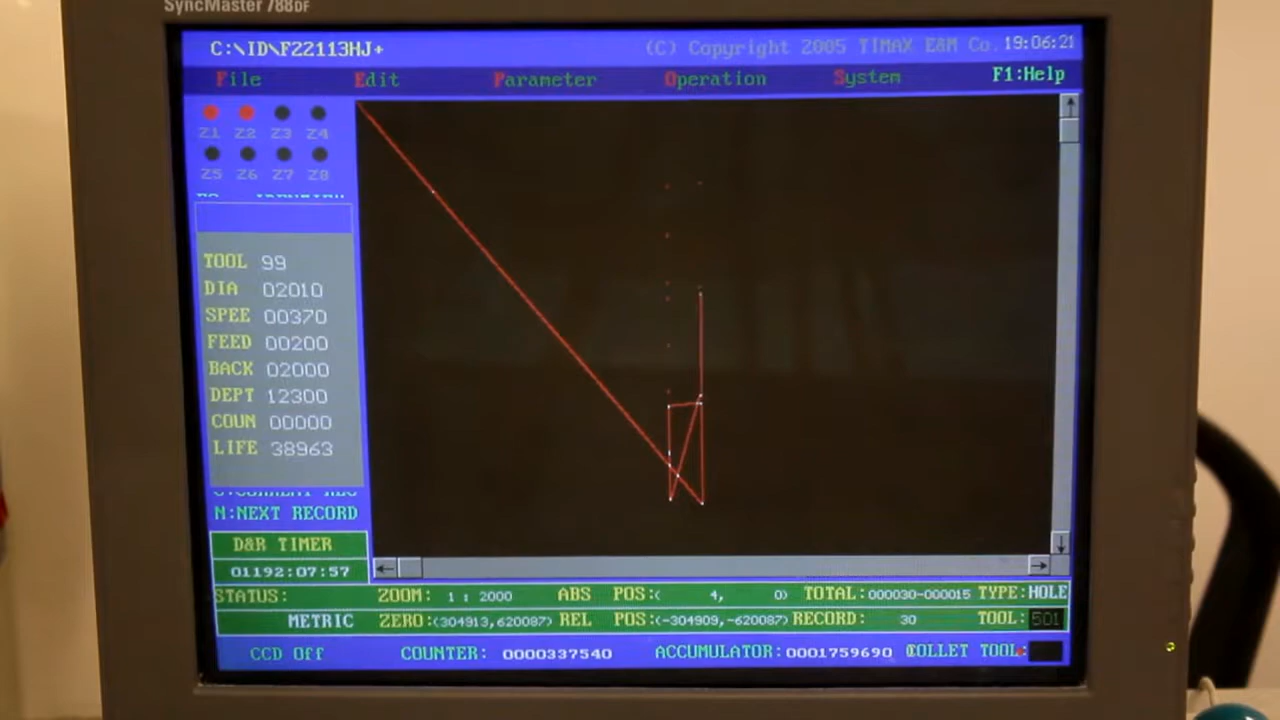 SyncMaster 788DF
C:\ID\F22113HJ+ (C) Copyright 2005 TIMAX E&M Co. 19:06:21
File Edit Parameter Operation System F1:Help
Z1 Z2 Z3 Z4
Z5 Z6 Z7 Z8
TOOL 99
DIA 02010
SPEE 00370
FEED 00200
BACK 02000
DEPT 12300
COUN 00000
LIFE 38963
N:NEXT RECORD
D&R TIMER
01192:07:57
STATUS: ZOOM: 1 : 2000 ABS POS:( 4, 0) TOTAL:000030-000015 TYPE:HOLE
METRIC ZERO:(304913,620087) REL POS:(-304909,-620087) RECORD: 30 TOOL:501
CCD Off COUNTER: 0000337540 ACCUMULATOR:0001759690 COLLET TOOL: